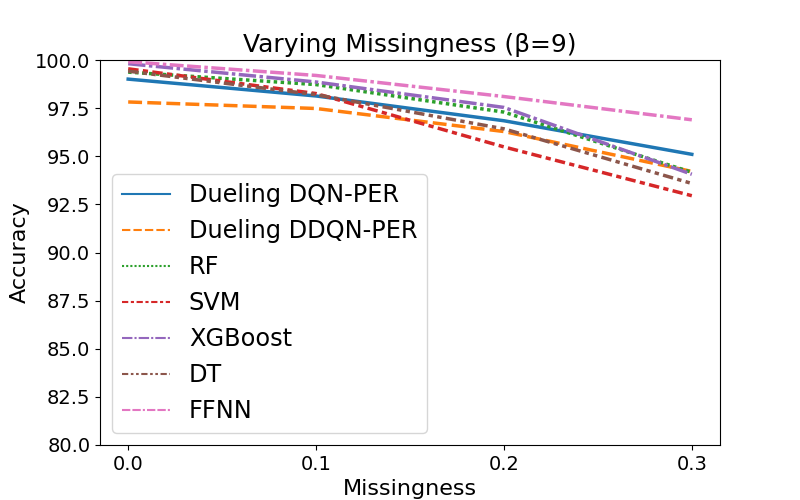 Varying Missingness (β=9)
Accuracy
100.0
97.5
95.0
92.5
90.0
87.5
85.0
82.5
80.0
Dueling DQN-PER
Dueling DDQN-PER
RF
SVM
XGBoost
DT
FFNN
0.0 0.1 0.2 0.3
Missingness